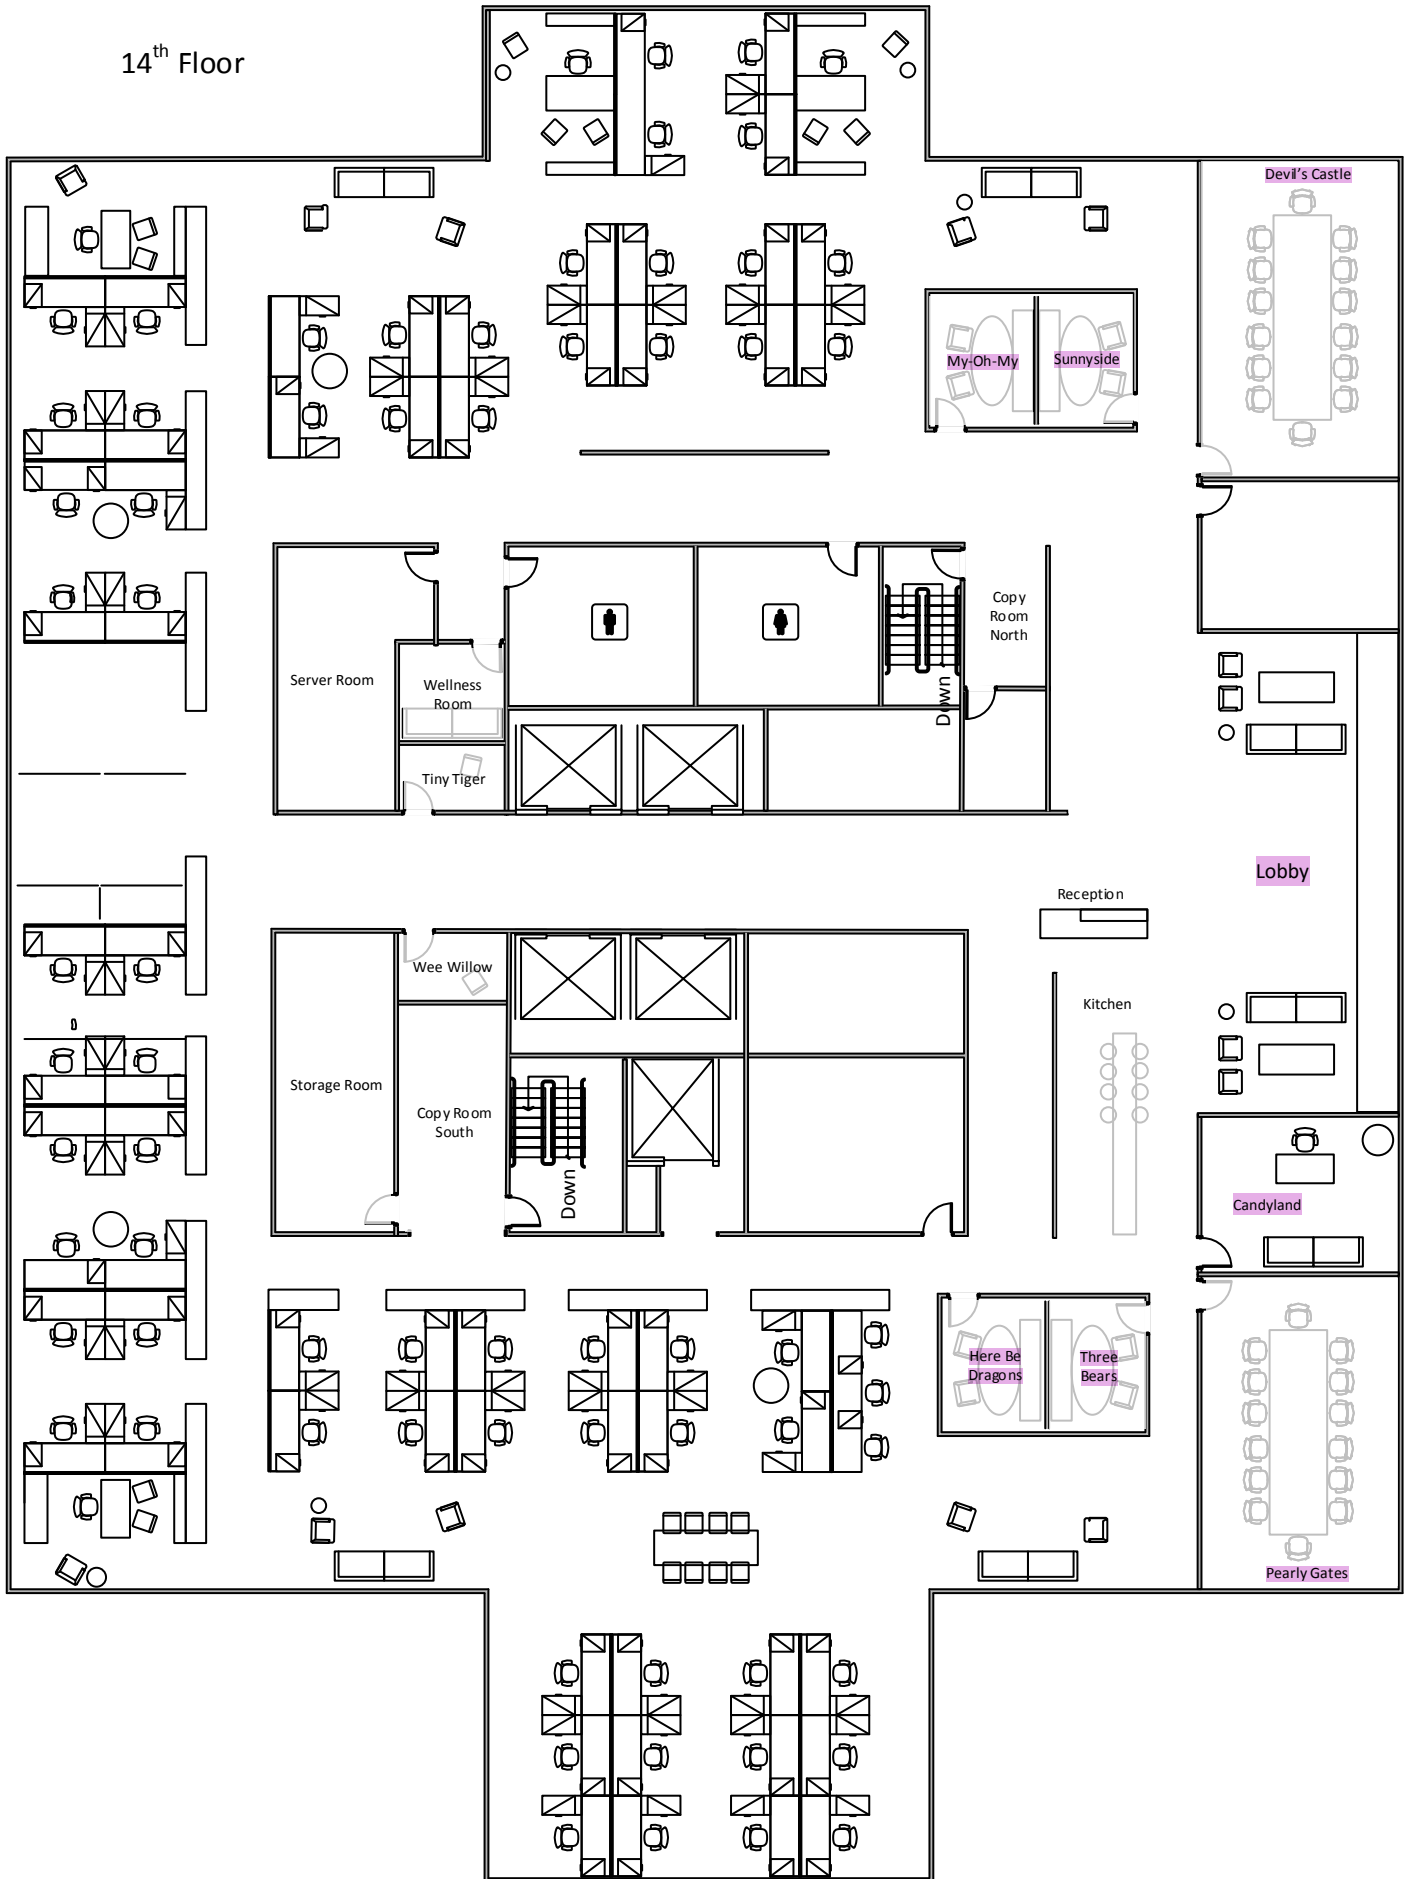 14th Floor
Devil's Castle
My-Oh-My
Sunnyside
Copy
Room
North
Server Room
Wellness
Room
Down
Tiny Tiger
Lobby
Reception
Wee Willow
Kitchen
Storage Room
Copy Room
South
Down
Candyland
Here Be
Dragons
Three
Bears
Pearly Gates